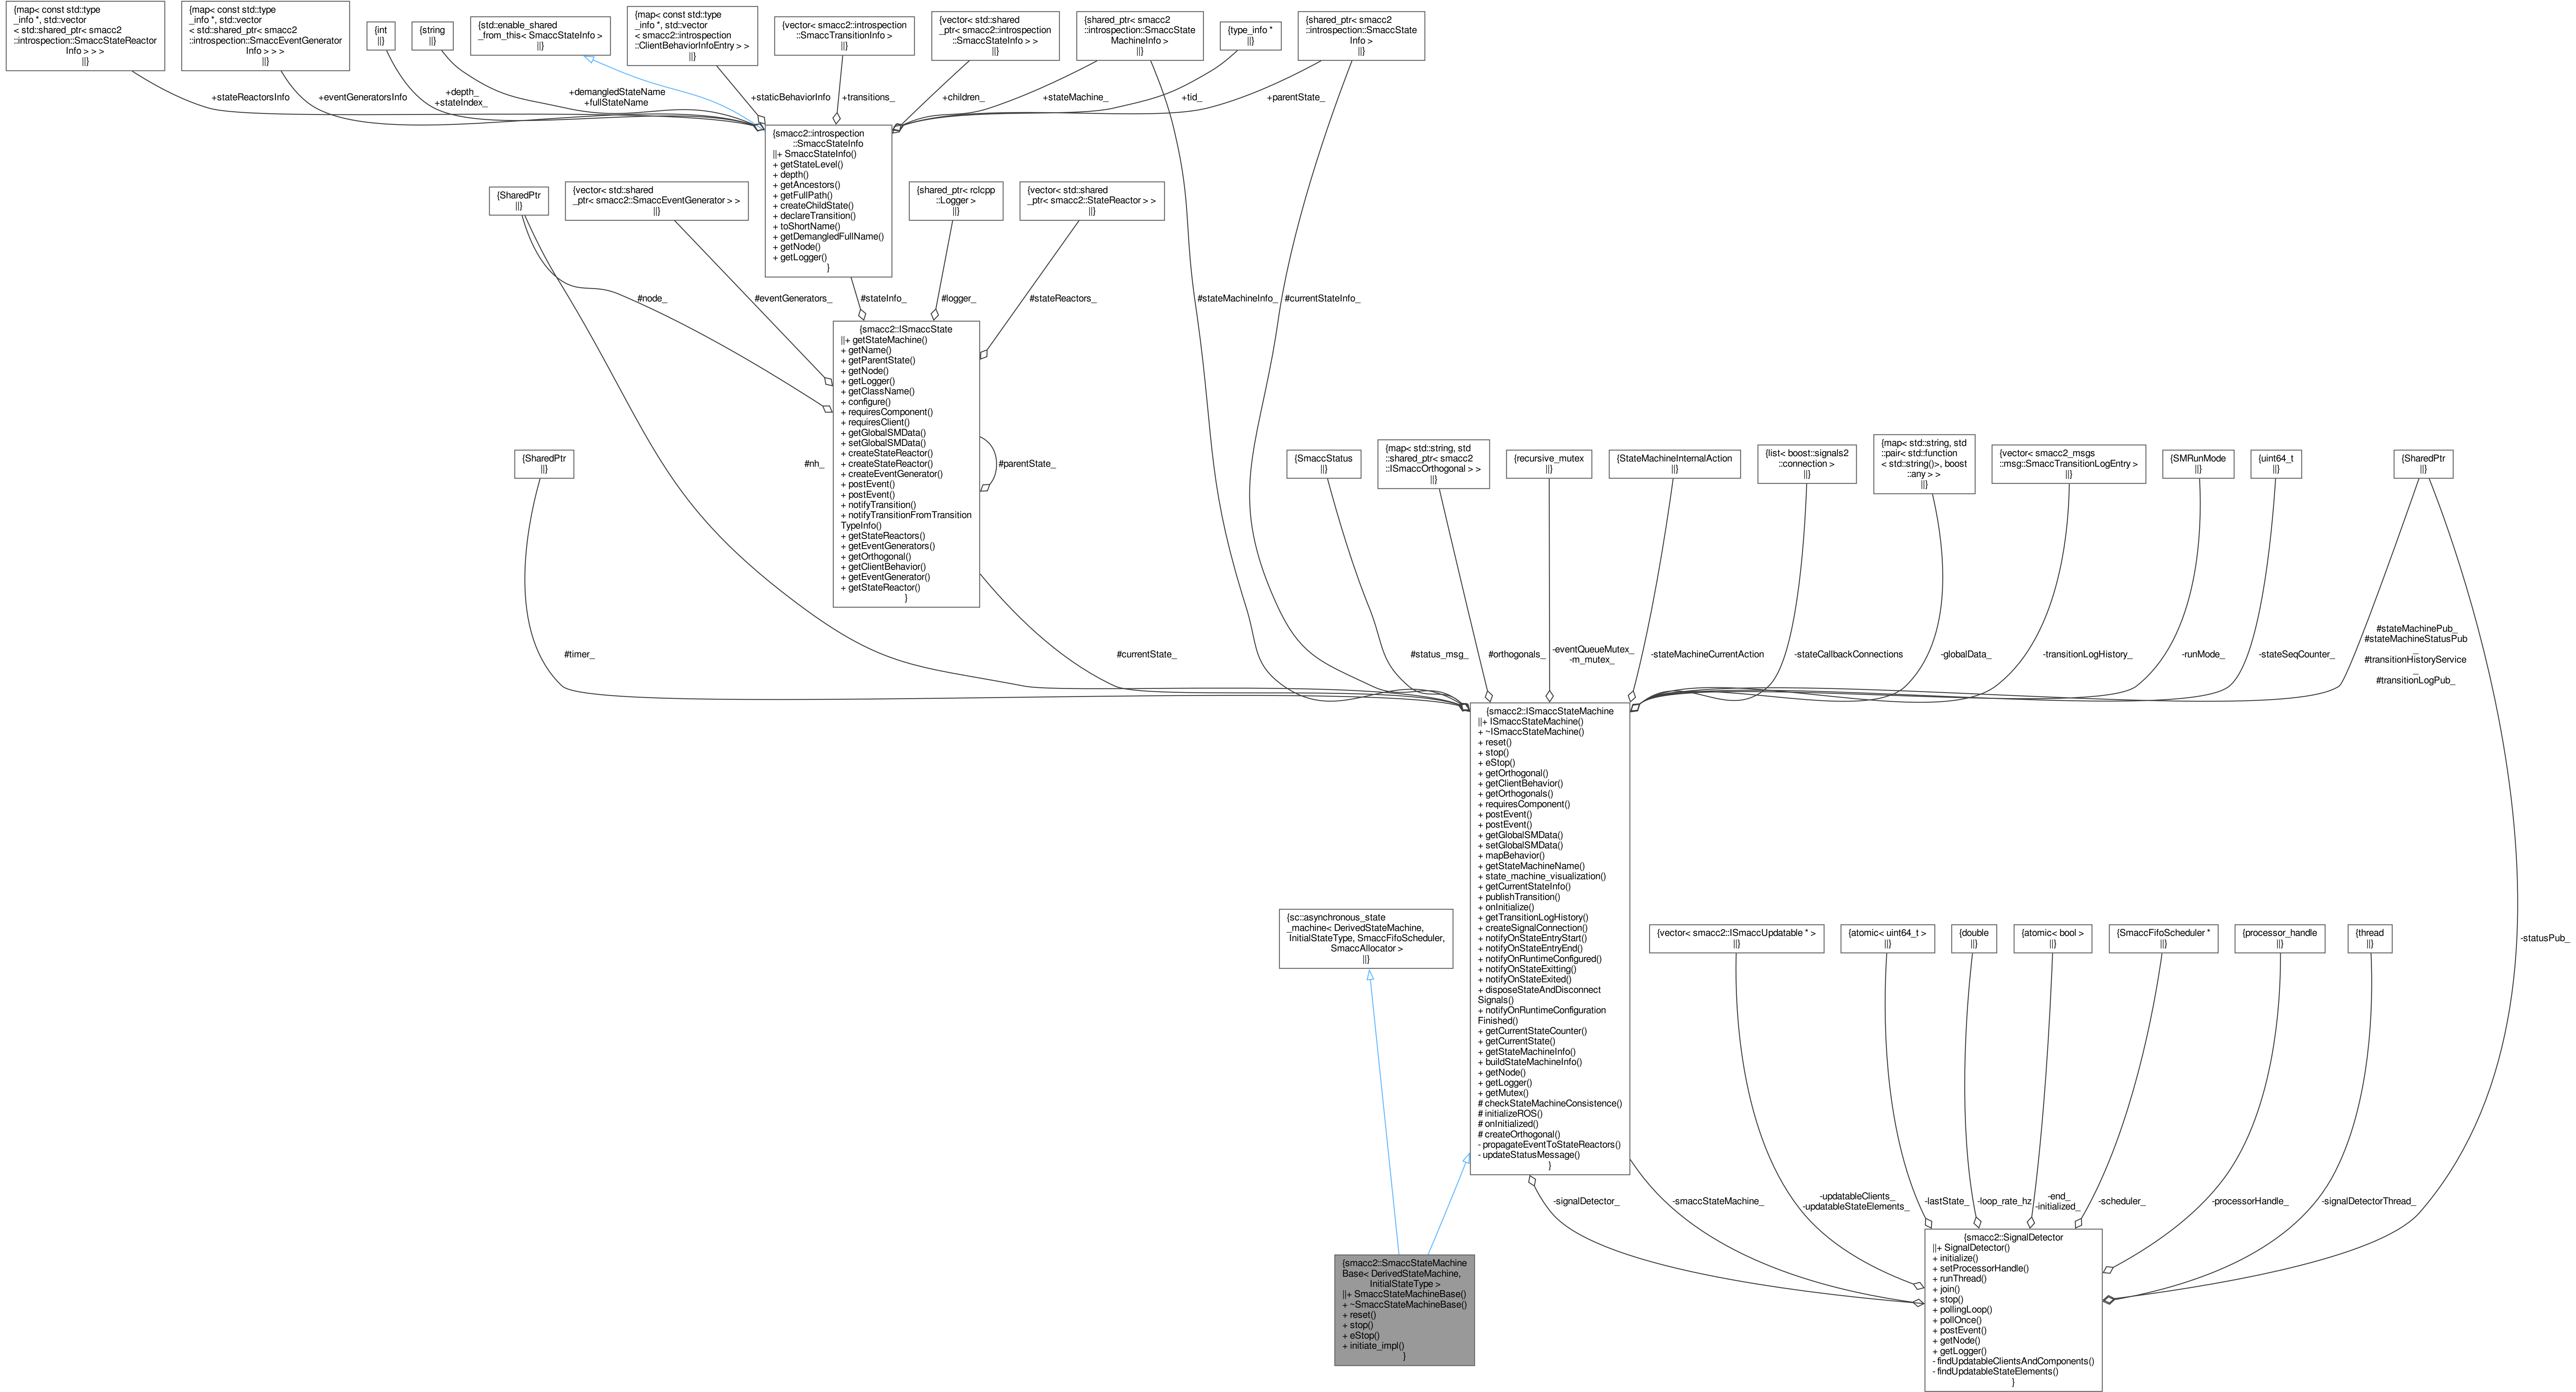 {map< const std::type
_info *, std::vector
< std::shared_ptr< smacc2
::introspection::SmaccStateReactor
Info > > >
||}
{map< const std::type
_info *, std::vector
< std::shared_ptr< smacc2
::introspection::SmaccEventGenerator
Info > > >
||}
{int
||}
{string
||}
{std::enable_shared
_from_this< SmaccStateInfo >
||}
{map< const std::type
_info *, std::vector
< smacc2::introspection
::ClientBehaviorInfoEntry > >
||}
{vector< smacc2::introspection
::SmaccTransitionInfo >
||}
{vector< std::shared
_ptr< smacc2::introspection
::SmaccStateInfo > >
||}
{shared_ptr< smacc2
::introspection::SmaccState
MachineInfo >
||}
{type_info *
||}
{shared_ptr< smacc2
::introspection::SmaccState
Info >
||}
+stateReactorsInfo
+eventGeneratorsInfo
+depth_
+stateIndex_
+demangledStateName
+fullStateName
+staticBehaviorInfo
+transitions_
+children_
+stateMachine_
+tid_
+parentState_
{smacc2::introspection
::SmaccStateInfo
||+ SmaccStateInfo()
+ getStateLevel()
+ depth()
+ getAncestors()
+ getFullPath()
+ createChildState()
+ declareTransition()
+ toShortName()
+ getDemangledFullName()
+ getNode()
+ getLogger()
}
{SharedPtr
||}
{vector< std::shared
_ptr< smacc2::SmaccEventGenerator > >
||}
{shared_ptr< rclcpp
::Logger >
||}
{vector< std::shared
_ptr< smacc2::StateReactor > >
||}
#node_
#eventGenerators_
#stateInfo_
#logger_
#stateReactors_
#stateMachineInfo_
#currentStateInfo_
{smacc2::ISmaccState
||+ getStateMachine()
+ getName()
+ getParentState()
+ getNode()
+ getLogger()
+ getClassName()
+ configure()
+ requiresComponent()
+ requiresClient()
+ getGlobalSMData()
+ setGlobalSMData()
+ createStateReactor()
+ createStateReactor()
+ createEventGenerator()
+ postEvent()
+ postEvent()
+ notifyTransition()
+ notifyTransitionFromTransition
TypeInfo()
+ getStateReactors()
+ getEventGenerators()
+ getOrthogonal()
+ getClientBehavior()
+ getEventGenerator()
+ getStateReactor()
}
#parentState_
#nh_
{SharedPtr
||}
{SmaccStatus
||}
{map< std::string, std
::shared_ptr< smacc2
::ISmaccOrthogonal > >
||}
{recursive_mutex
||}
{StateMachineInternalAction
||}
{list< boost::signals2
::connection >
||}
{map< std::string, std
::pair< std::function
< std::string()>, boost
::any > >
||}
{vector< smacc2_msgs
::msg::SmaccTransitionLogEntry >
||}
{SMRunMode
||}
{uint64_t
||}
{SharedPtr
||}
#timer_
#currentState_
#status_msg_
#orthogonals_
-eventQueueMutex_
-m_mutex_
-stateMachineCurrentAction
-stateCallbackConnections
-globalData_
-transitionLogHistory_
-runMode_
-stateSeqCounter_
#stateMachinePub_
#stateMachineStatusPub
_
#transitionHistoryService
_
#transitionLogPub_
{smacc2::ISmaccStateMachine
||+ ISmaccStateMachine()
+ ~ISmaccStateMachine()
+ reset()
+ stop()
+ eStop()
+ getOrthogonal()
+ getClientBehavior()
+ getOrthogonals()
+ requiresComponent()
+ postEvent()
+ postEvent()
+ getGlobalSMData()
+ setGlobalSMData()
+ mapBehavior()
+ getStateMachineName()
+ state_machine_visualization()
+ getCurrentStateInfo()
+ publishTransition()
+ onInitialize()
+ getTransitionLogHistory()
+ createSignalConnection()
+ notifyOnStateEntryStart()
+ notifyOnStateEntryEnd()
+ notifyOnRuntimeConfigured()
+ notifyOnStateExitting()
+ notifyOnStateExited()
+ disposeStateAndDisconnect
Signals()
+ notifyOnRuntimeConfiguration
Finished()
+ getCurrentStateCounter()
+ getCurrentState()
+ getStateMachineInfo()
+ buildStateMachineInfo()
+ getNode()
+ getLogger()
+ getMutex()
# checkStateMachineConsistence()
# initializeROS()
# onInitialized()
# createOrthogonal()
- propagateEventToStateReactors()
- updateStatusMessage()
}
{sc::asynchronous_state
_machine< DerivedStateMachine,
InitialStateType, SmaccFifoScheduler,
SmaccAllocator >
||}
{vector< smacc2::ISmaccUpdatable * >
||}
{atomic< uint64_t >
||}
{double
||}
{atomic< bool >
||}
{SmaccFifoScheduler *
||}
{processor_handle
||}
{thread
||}
-statusPub_
-signalDetector_
-smaccStateMachine_
-updatableClients_
-updatableStateElements_
-lastState_
-loop_rate_hz
-end_
-initialized_
-scheduler_
-processorHandle_
-signalDetectorThread_
{smacc2::SmaccStateMachine
Base< DerivedStateMachine,
InitialStateType >
||+ SmaccStateMachineBase()
+ ~SmaccStateMachineBase()
+ reset()
+ stop()
+ eStop()
+ initiate_impl()
}
{smacc2::SignalDetector
||+ SignalDetector()
+ initialize()
+ setProcessorHandle()
+ runThread()
+ join()
+ stop()
+ pollingLoop()
+ pollOnce()
+ postEvent()
+ getNode()
+ getLogger()
- findUpdatableClientsAndComponents()
- findUpdatableStateElements()
}